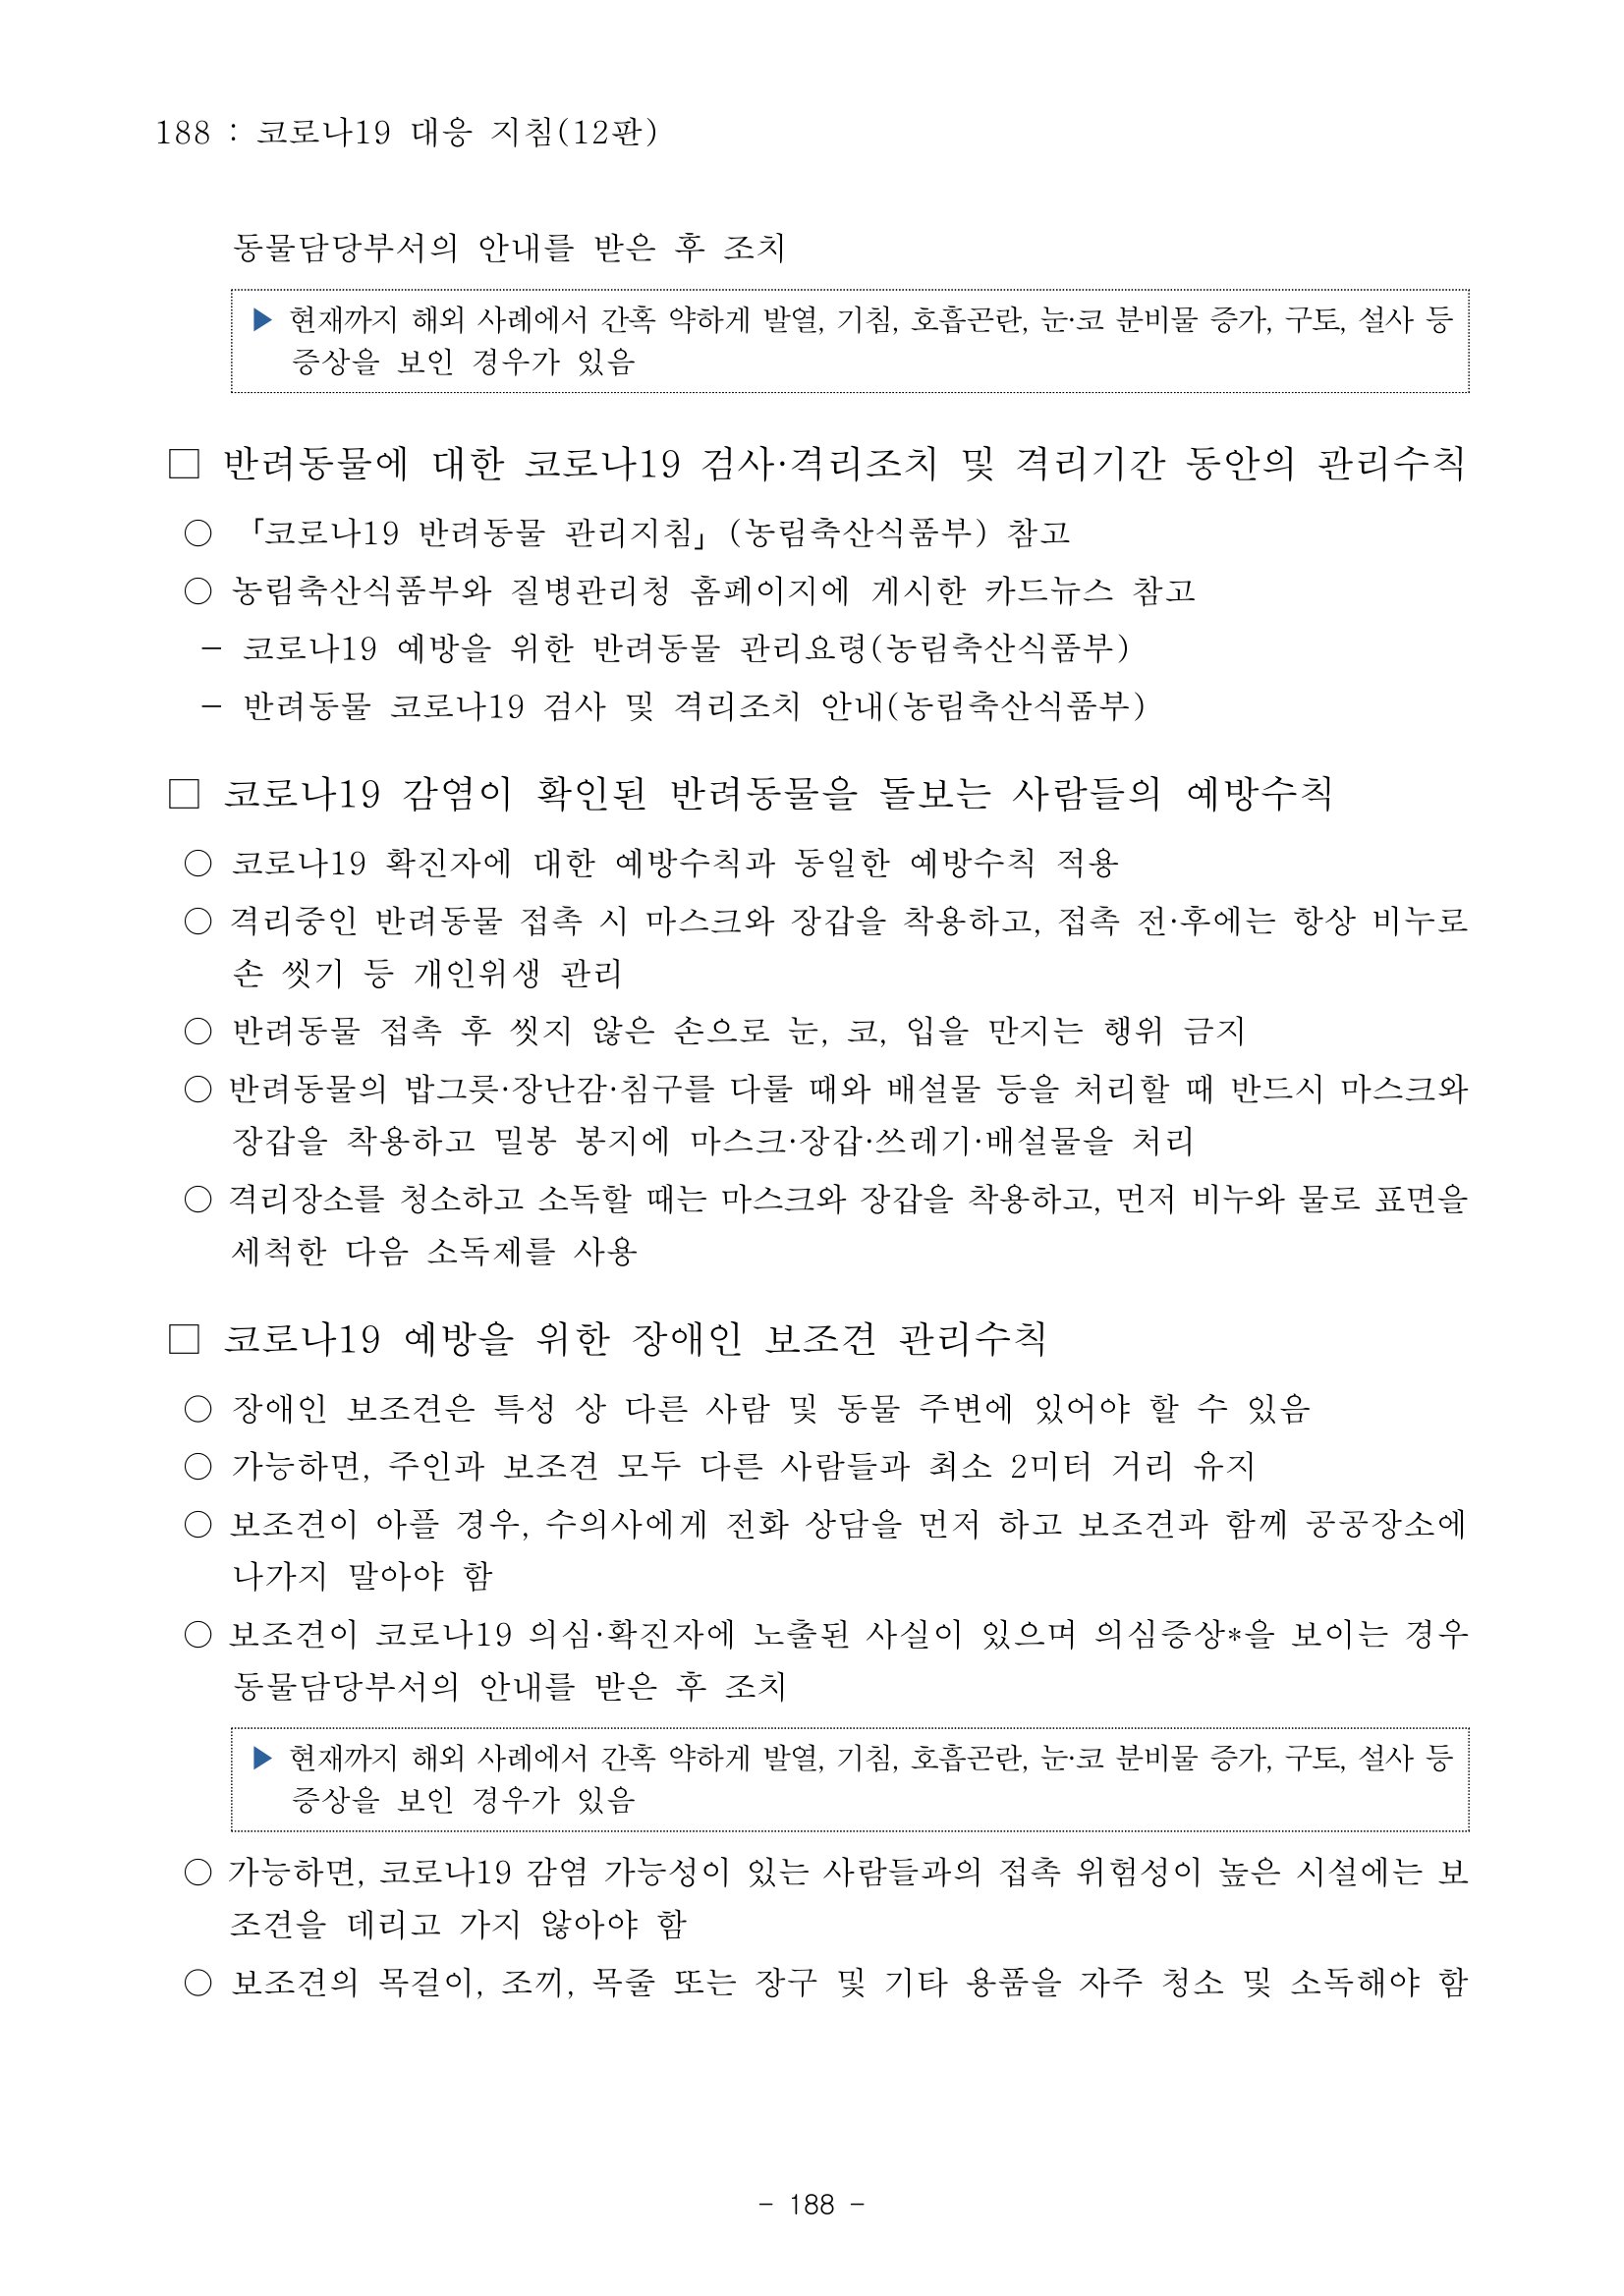 188 : 코로나19 대응 지침(12판)
동물담당부서의 안내를 받은 후 조치
▶ 현재까지 해외 사례에서 간혹 약하게 발열, 기침, 호흡곤란, 눈·코 분비물 증가, 구토, 설사 등
증상을 보인 경우가 있음
□ 반려동물에 대한 코로나19 검사·격리조치 및 격리기간 동안의 관리수칙
○ 「코로나19 반려동물 관리지침」(농림축산식품부) 참고
○ 농림축산식품부와 질병관리청 홈페이지에 게시한 카드뉴스 참고
- 코로나19 예방을 위한 반려동물 관리요령(농림축산식품부)
- 반려동물 코로나19 검사 및 격리조치 안내(농림축산식품부)
□ 코로나19 감염이 확인된 반려동물을 돌보는 사람들의 예방수칙
○ 코로나19 확진자에 대한 예방수칙과 동일한 예방수칙 적용
○ 격리중인 반려동물 접촉 시 마스크와 장갑을 착용하고, 접촉 전·후에는 항상 비누로
손 씻기 등 개인위생 관리
○ 반려동물 접촉 후 씻지 않은 손으로 눈, 코, 입을 만지는 행위 금지
○ 반려동물의 밥그릇·장난감·침구를 다룰 때와 배설물 등을 처리할 때 반드시 마스크와
장갑을 착용하고 밀봉 봉지에 마스크·장갑·쓰레기·배설물을 처리
○ 격리장소를 청소하고 소독할 때는 마스크와 장갑을 착용하고, 먼저 비누와 물로 표면을
세척한 다음 소독제를 사용
□ 코로나19 예방을 위한 장애인 보조견 관리수칙
○ 장애인 보조견은 특성 상 다른 사람 및 동물 주변에 있어야 할 수 있음
○ 가능하면, 주인과 보조견 모두 다른 사람들과 최소 2미터 거리 유지
○ 보조견이 아플 경우, 수의사에게 전화 상담을 먼저 하고 보조견과 함께 공공장소에
나가지 말아야 함
○ 보조견이 코로나19 의심·확진자에 노출된 사실이 있으며 의심증상*을 보이는 경우
동물담당부서의 안내를 받은 후 조치
▶ 현재까지 해외 사례에서 간혹 약하게 발열, 기침, 호흡곤란, 눈·코 분비물 증가, 구토, 설사 등
증상을 보인 경우가 있음
○ 가능하면, 코로나19 감염 가능성이 있는 사람들과의 접촉 위험성이 높은 시설에는 보
조견을 데리고 가지 않아야 함
○ 보조견의 목걸이, 조끼, 목줄 또는 장구 및 기타 용품을 자주 청소 및 소독해야 함
- 188 -